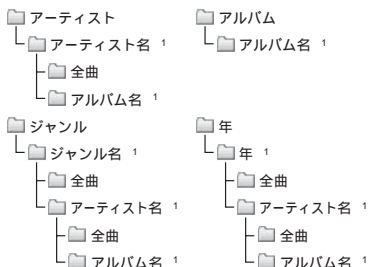 アーティスト
アーティスト名 1
全曲
アルバム名 1
アルバム
アルバム名 1
ジャンル
ジャンル名 1
全曲
アーティスト名 1
全曲
アルバム名 1
年
年 1
全曲
アーティスト名 1
全曲
アルバム名 1